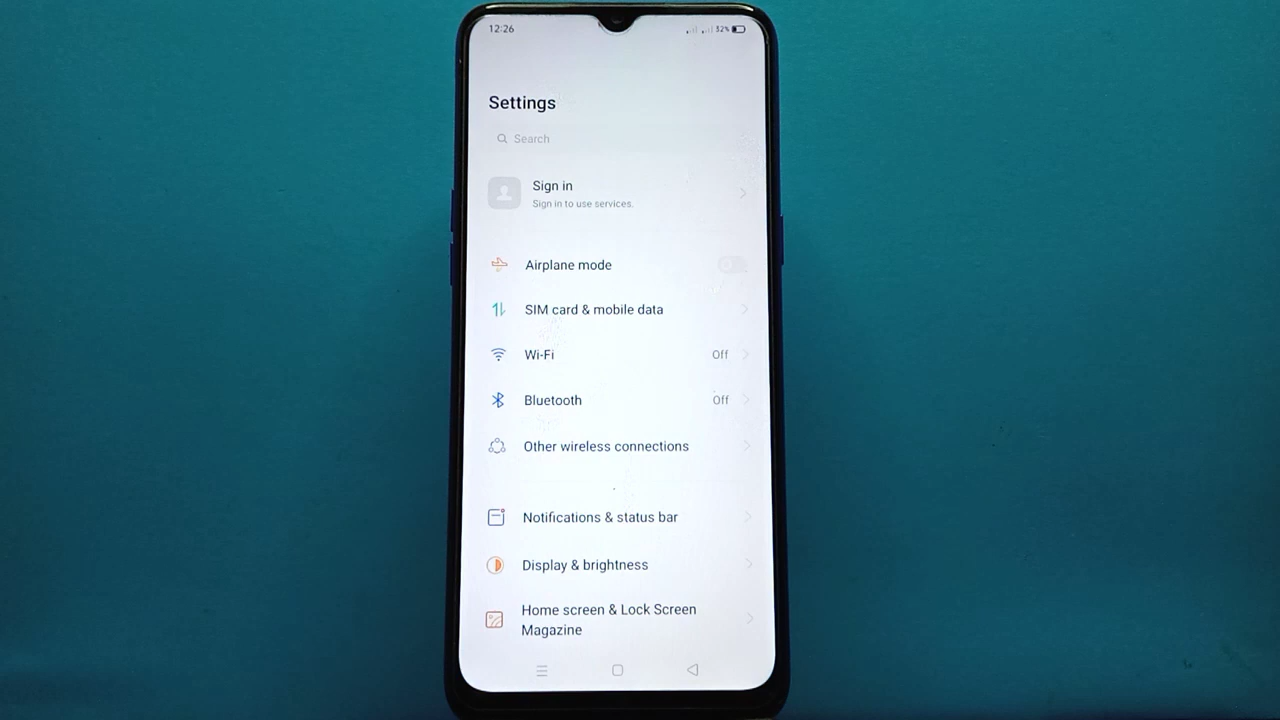 12:26
32%
Settings
Search
Sign in
Sign in to use services.
Airplane mode
SIM card & mobile data
Wi-Fi
Off
Bluetooth
Off
Other wireless connections
Notifications & status bar
Display & brightness
Home screen & Lock Screen
Magazine